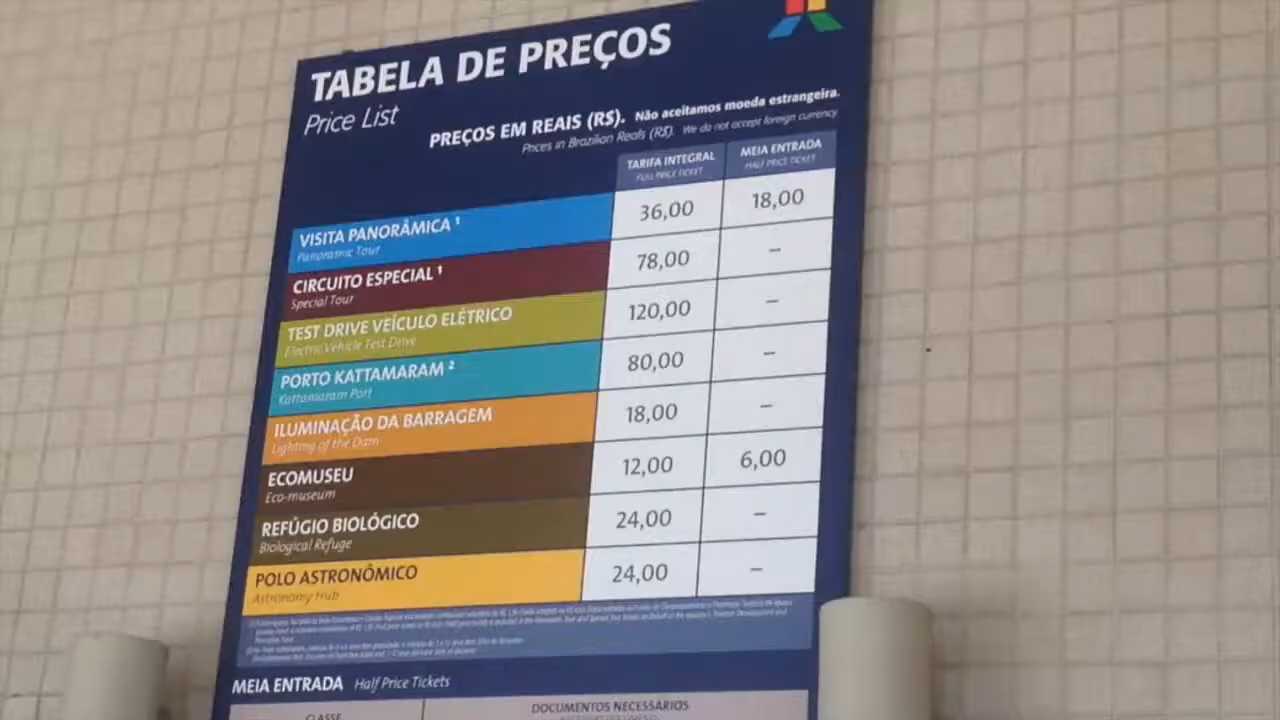 TABELA DE PREÇOS
Price List
PREÇOS EM REAIS (R$). Não aceitamos moeda estrangeira.
Prices in Brazilian Reals (R$). We do not accept foreign currency
TARIFA INTEGRAL MEIA ENTRADA
FULL PRICE TICKET HALF PRICE TICKET
VISITA PANORÂMICA ¹ 36,00 18,00
Panoramic Tour
CIRCUITO ESPECIAL ¹ 78,00 –
Special Tour
TEST DRIVE VEÍCULO ELÉTRICO 120,00 –
Electric Vehicle Test Drive
PORTO KATTAMARAM ² 80,00 –
Kattamaram Port
ILUMINAÇÃO DA BARRAGEM 18,00 –
Lighting of the Dam
ECOMUSEU 12,00 6,00
Eco-museum
REFÚGIO BIOLÓGICO 24,00 –
Biological Refuge
POLO ASTRONÔMICO 24,00 –
Astronomy Hub
MEIA ENTRADA Half Price Tickets
CLASSE DOCUMENTOS NECESSÁRIOS